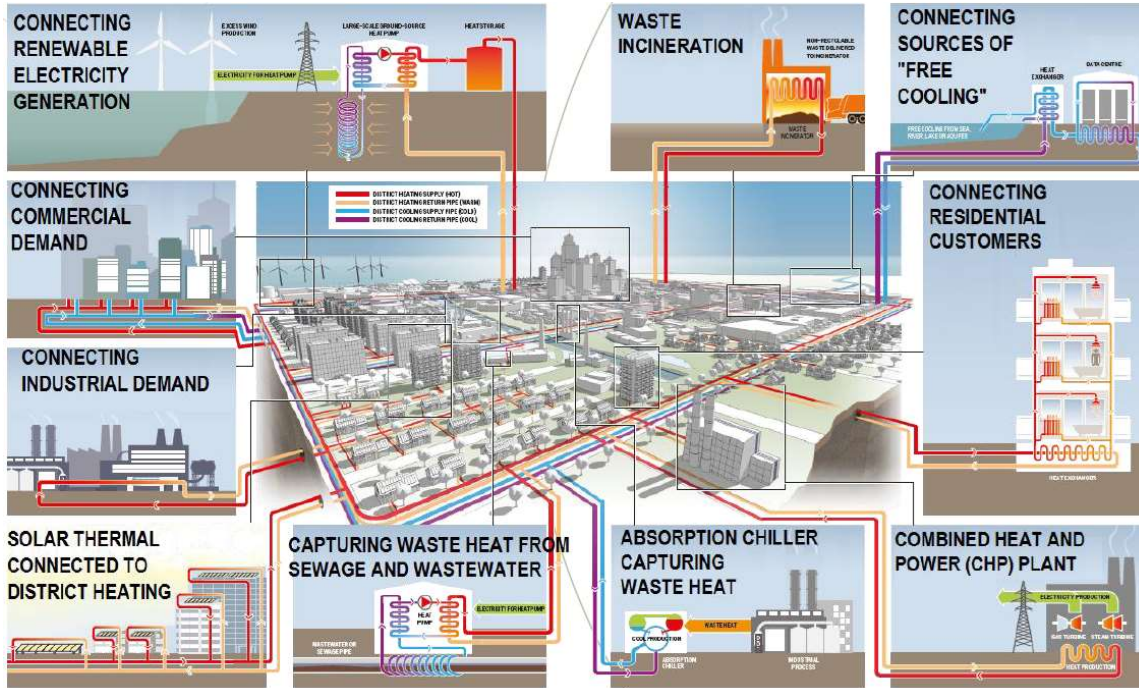 CONNECTING
RENEWABLE
ELECTRICITY
GENERATION
EXCESS WIND
PRODUCTION
LARGE-SCALE GROUND-SOURCE
HEAT PUMP
HEAT STORAGE
ELECTRICITY FOR HEAT PUMP
WASTE
INCINERATION
NON-RECYCLABLE
WASTE DELIVERED
TO INCINERATOR
WASTE
INCINERATOR
CONNECTING
SOURCES OF
"FREE
COOLING"
HEAT
EXCHANGER
DATA CENTRE
FREE COOLING FROM SEA,
RIVER, LAKE OR AQUIFER
CONNECTING
COMMERCIAL
DEMAND
DISTRICT HEATING SUPPLY (HOT)
DISTRICT HEATING RETURN PIPE (WARM)
DISTRICT COOLING SUPPLY PIPE (COLD)
DISTRICT COOLING RETURN PIPE (COOL)
CONNECTING
RESIDENTIAL
CUSTOMERS
HEAT EXCHANGER
CONNECTING
INDUSTRIAL DEMAND
SOLAR THERMAL
CONNECTED TO
DISTRICT HEATING
CAPTURING WASTE HEAT FROM
SEWAGE AND WASTEWATER
HEAT
PUMP
ELECTRICITY FOR HEAT PUMP
WASTEWATER OR
SEWAGE PIPE
ABSORPTION CHILLER
CAPTURING
WASTE HEAT
COOL PRODUCTION
WASTE HEAT
ABSORPTION
CHILLER
INDUSTRIAL
PROCESS
COMBINED HEAT AND
POWER (CHP) PLANT
ELECTRICITY PRODUCTION
GAS TURBINE
STEAM TURBINE
HEAT PRODUCTION